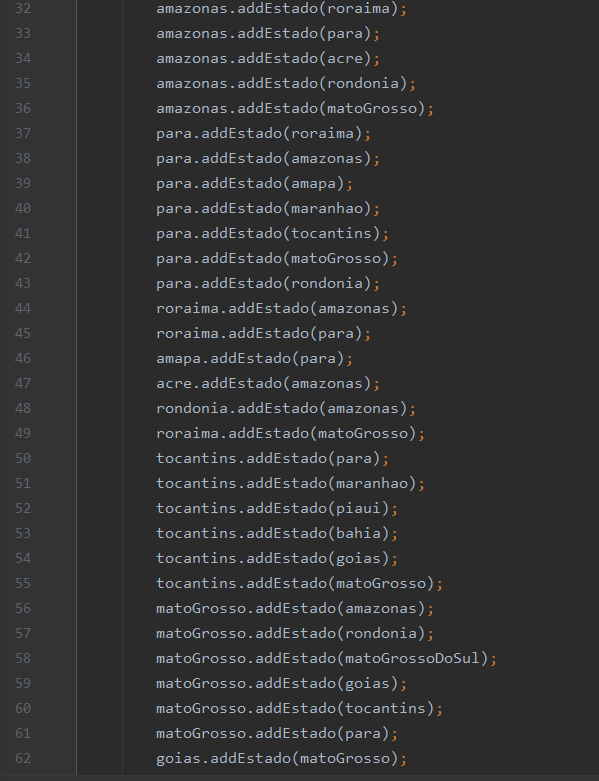 32 amazonas.addEstado(roraima);
33 amazonas.addEstado(para);
34 amazonas.addEstado(acre);
35 amazonas.addEstado(rondonia);
36 amazonas.addEstado(matoGrosso);
37 para.addEstado(roraima);
38 para.addEstado(amazonas);
39 para.addEstado(amapa);
40 para.addEstado(maranhao);
41 para.addEstado(tocantins);
42 para.addEstado(matoGrosso);
43 para.addEstado(rondonia);
44 roraima.addEstado(amazonas);
45 roraima.addEstado(para);
46 amapa.addEstado(para);
47 acre.addEstado(amazonas);
48 rondonia.addEstado(amazonas);
49 roraima.addEstado(matoGrosso);
50 tocantins.addEstado(para);
51 tocantins.addEstado(maranhao);
52 tocantins.addEstado(piaui);
53 tocantins.addEstado(bahia);
54 tocantins.addEstado(goias);
55 tocantins.addEstado(matoGrosso);
56 matoGrosso.addEstado(amazonas);
57 matoGrosso.addEstado(rondonia);
58 matoGrosso.addEstado(matoGrossoDoSul);
59 matoGrosso.addEstado(goias);
60 matoGrosso.addEstado(tocantins);
61 matoGrosso.addEstado(para);
62 goias.addEstado(matoGrosso);